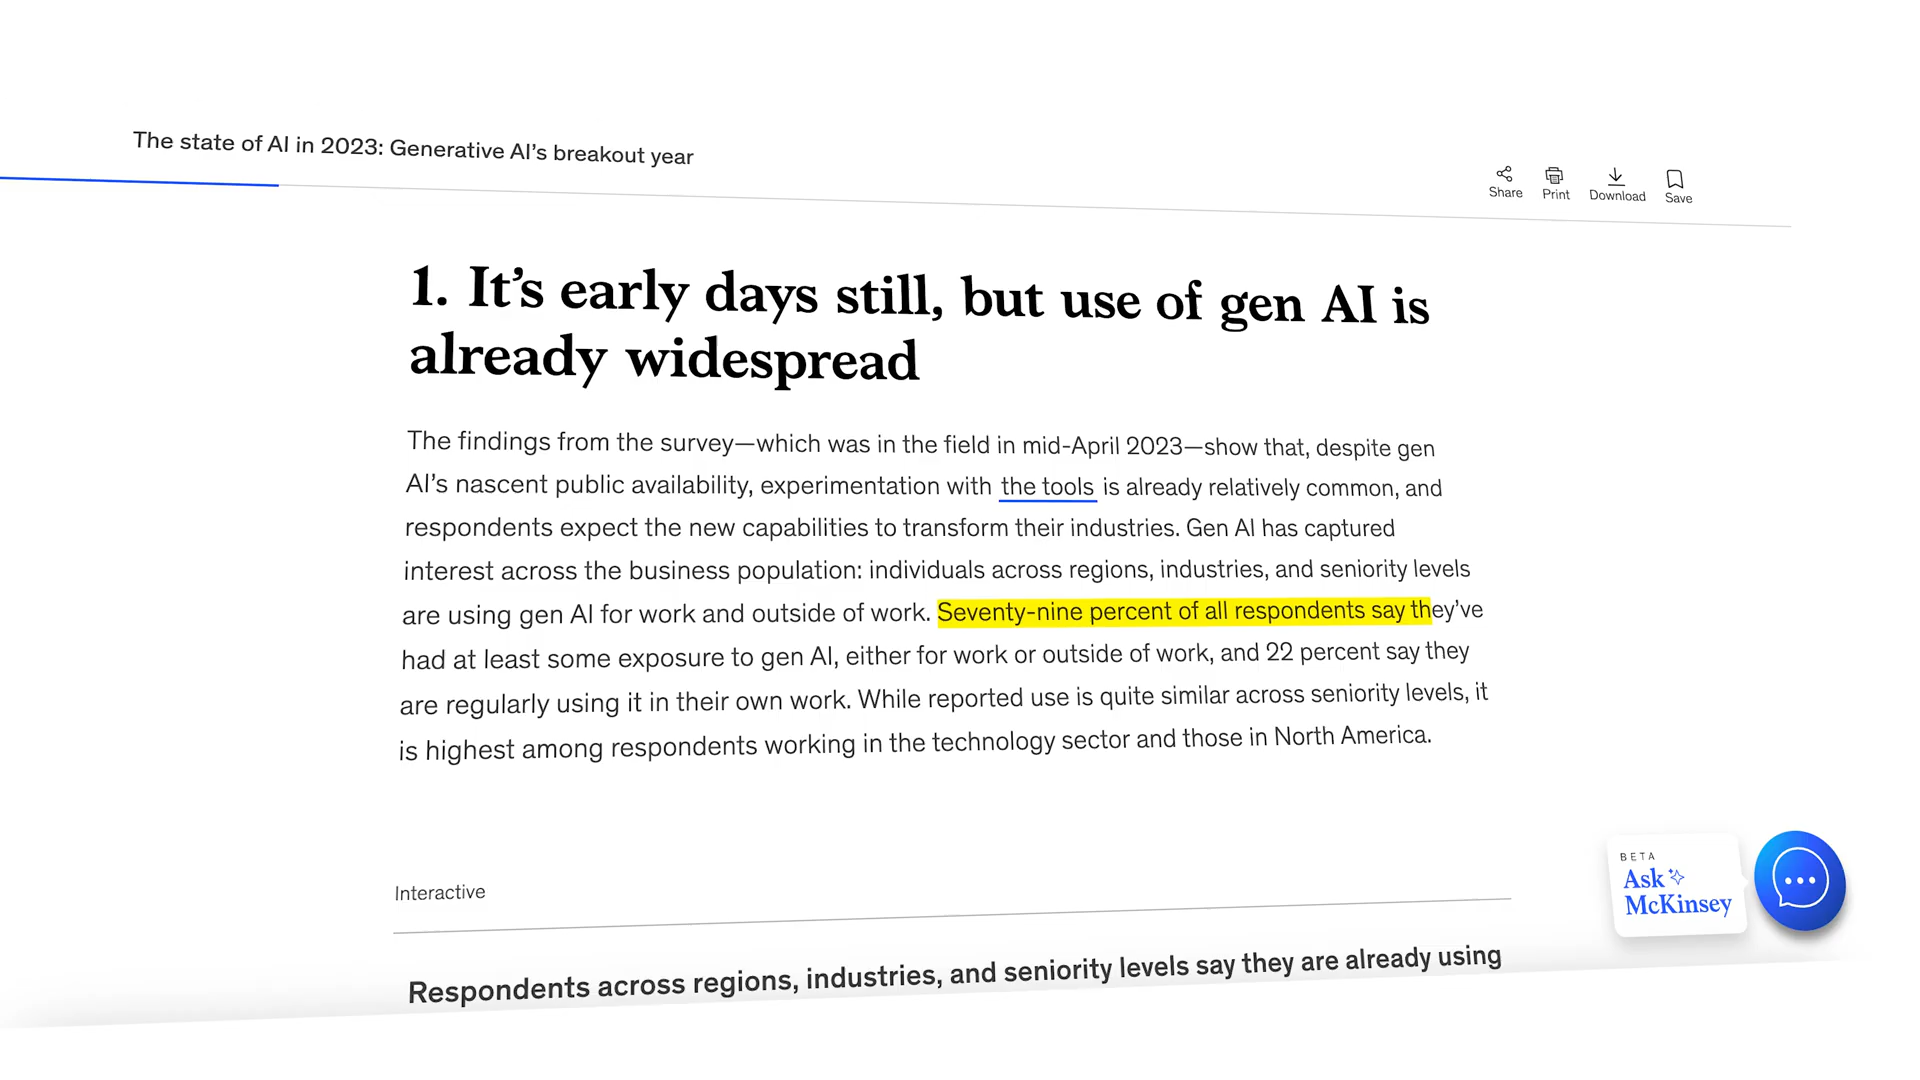 The state of AI in 2023: Generative AI’s breakout year
Share Print Download Save
1. It’s early days still, but use of gen AI is
already widespread
The findings from the survey—which was in the field in mid-April 2023—show that, despite gen
AI’s nascent public availability, experimentation with the tools is already relatively common, and
respondents expect the new capabilities to transform their industries. Gen AI has captured
interest across the business population: individuals across regions, industries, and seniority levels
are using gen AI for work and outside of work. Seventy-nine percent of all respondents say they’ve
had at least some exposure to gen AI, either for work or outside of work, and 22 percent say they
are regularly using it in their own work. While reported use is quite similar across seniority levels, it
is highest among respondents working in the technology sector and those in North America.
BETA
Ask
McKinsey
Interactive
Respondents across regions, industries, and seniority levels say they are already using